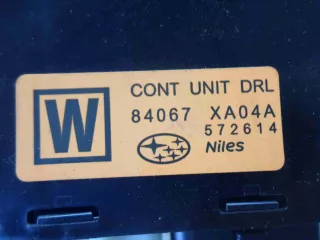 W
CONT UNIT DRL
84067 XA04A
572614
Niles